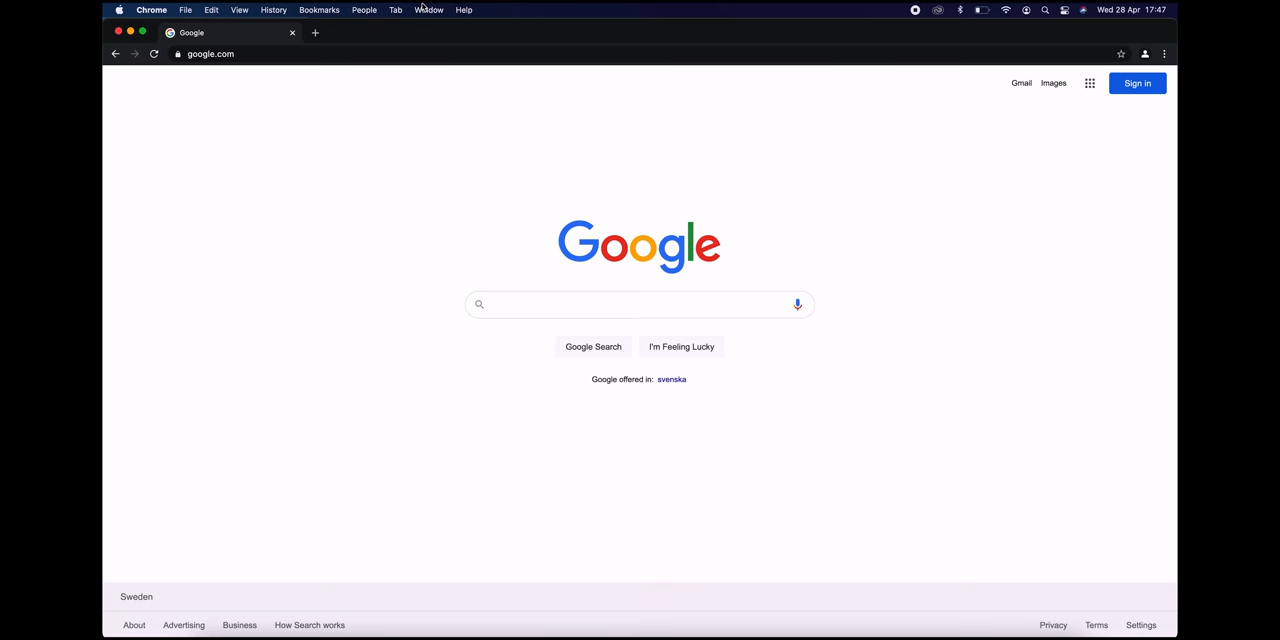 Chrome File Edit View History Bookmarks People Tab Window Help Wed 28 Apr 17:47
Google
google.com
Gmail Images Sign in
Google
Google Search I'm Feeling Lucky
Google offered in: svenska
Sweden
About Advertising Business How Search works Privacy Terms Settings